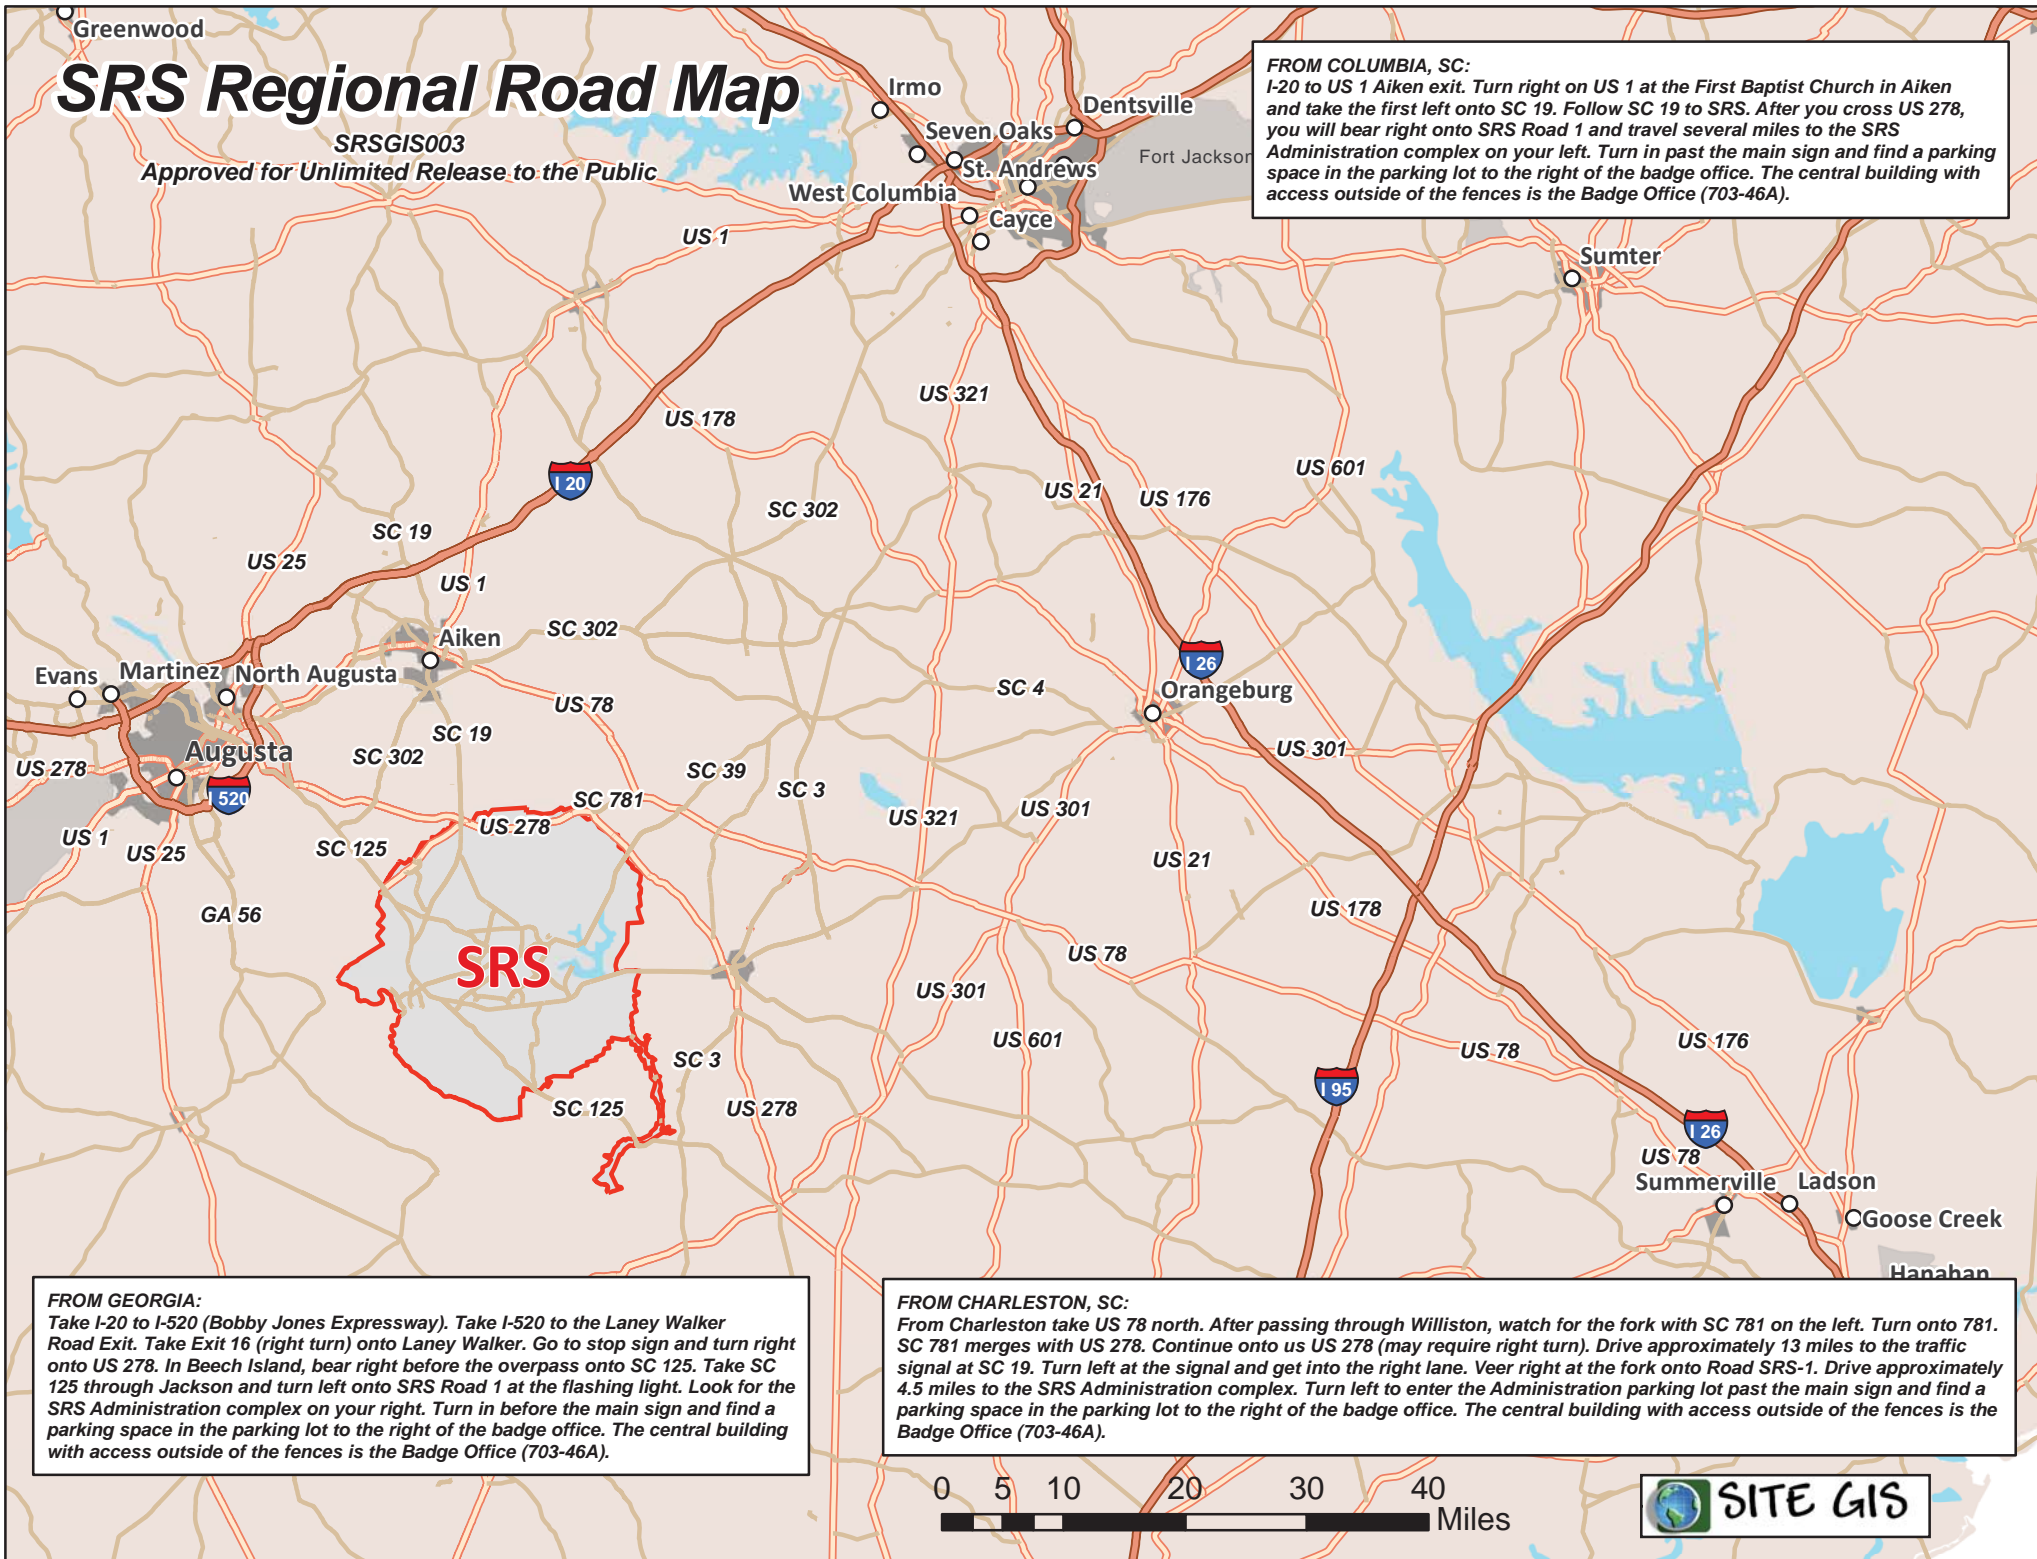 Greenwood
SRS Regional Road Map
SRSGIS003
Approved for Unlimited Release to the Public
Irmo
Dentsville
Seven Oaks
St. Andrews
Fort Jackson
West Columbia
Cayce
FROM COLUMBIA, SC:
I-20 to US 1 Aiken exit. Turn right on US 1 at the First Baptist Church in Aiken
and take the first left onto SC 19. Follow SC 19 to SRS. After you cross US 278,
you will bear right onto SRS Road 1 and travel several miles to the SRS
Administration complex on your left. Turn in past the main sign and find a parking
space in the parking lot to the right of the badge office. The central building with
access outside of the fences is the Badge Office (703-46A).
US 1
Sumter
US 321
US 178
US 601
I 20
US 21
US 176
SC 302
SC 19
US 25
US 1
SC 302
Aiken
I 26
Evans
Martinez
North Augusta
SC 4
Orangeburg
US 78
SC 19
Augusta
SC 302
US 301
US 278
SC 39
I 520
SC 781
SC 3
US 301
US 321
US 278
US 1
US 25
SC 125
US 21
GA 56
US 178
SRS
US 78
US 301
US 601
US 176
US 78
SC 3
I 95
SC 125
US 278
I 26
US 78
Summerville
Ladson
Goose Creek
Hanahan
FROM GEORGIA:
Take I-20 to I-520 (Bobby Jones Expressway). Take I-520 to the Laney Walker
Road Exit. Take Exit 16 (right turn) onto Laney Walker. Go to stop sign and turn right
onto US 278. In Beech Island, bear right before the overpass onto SC 125. Take SC
125 through Jackson and turn left onto SRS Road 1 at the flashing light. Look for the
SRS Administration complex on your right. Turn in before the main sign and find a
parking space in the parking lot to the right of the badge office. The central building
with access outside of the fences is the Badge Office (703-46A).
FROM CHARLESTON, SC:
From Charleston take US 78 north. After passing through Williston, watch for the fork with SC 781 on the left. Turn onto 781.
SC 781 merges with US 278. Continue onto us US 278 (may require right turn). Drive approximately 13 miles to the traffic
signal at SC 19. Turn left at the signal and get into the right lane. Veer right at the fork onto Road SRS-1. Drive approximately
4.5 miles to the SRS Administration complex. Turn left to enter the Administration parking lot past the main sign and find a
parking space in the parking lot to the right of the badge office. The central building with access outside of the fences is the
Badge Office (703-46A).
0 5 10 20 30 40
Miles
SITE GIS